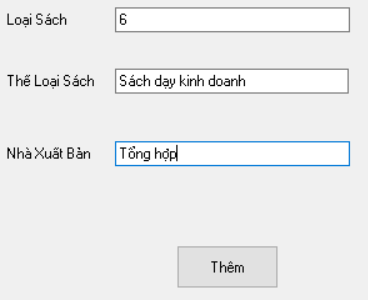 Loại Sách 6
Thể Loại Sách Sách dạy kinh doanh
Nhà Xuất Bản Tổng hợp
Thêm